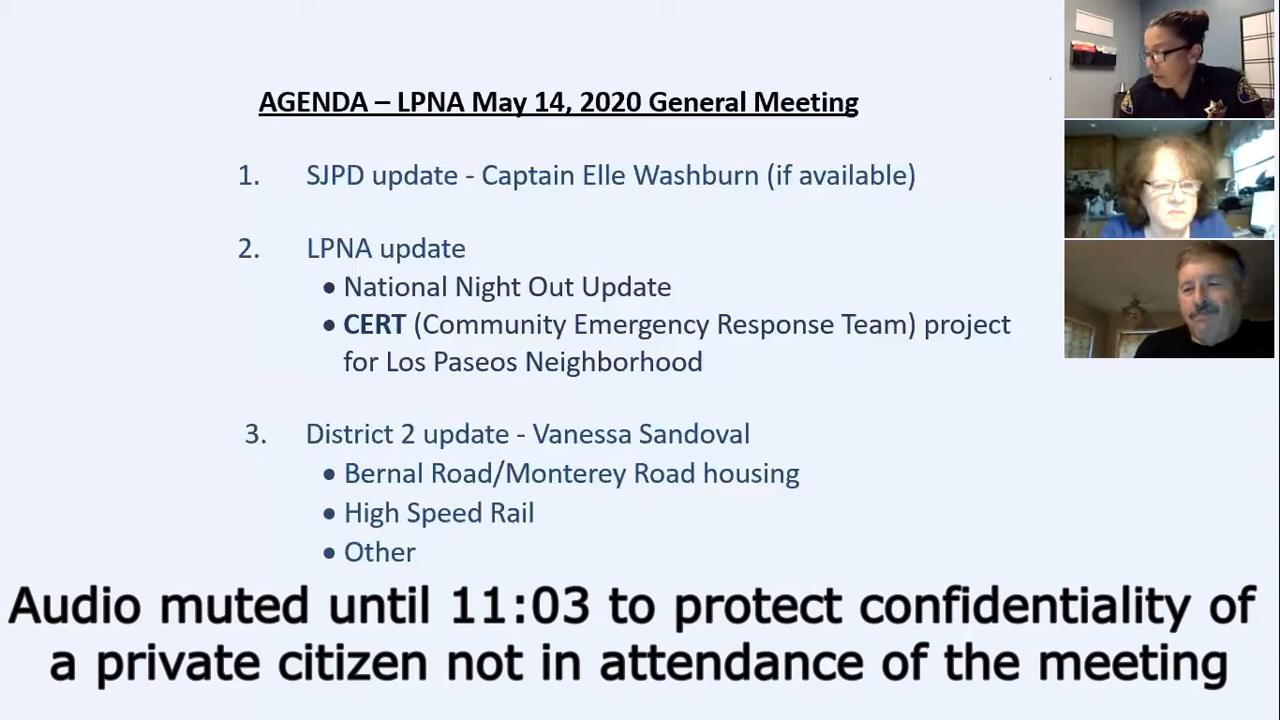 AGENDA – LPNA May 14, 2020 General Meeting
1. SJPD update - Captain Elle Washburn (if available)
2. LPNA update
• National Night Out Update
• CERT (Community Emergency Response Team) project
for Los Paseos Neighborhood
3. District 2 update - Vanessa Sandoval
• Bernal Road/Monterey Road housing
• High Speed Rail
• Other
Audio muted until 11:03 to protect confidentiality of
a private citizen not in attendance of the meeting